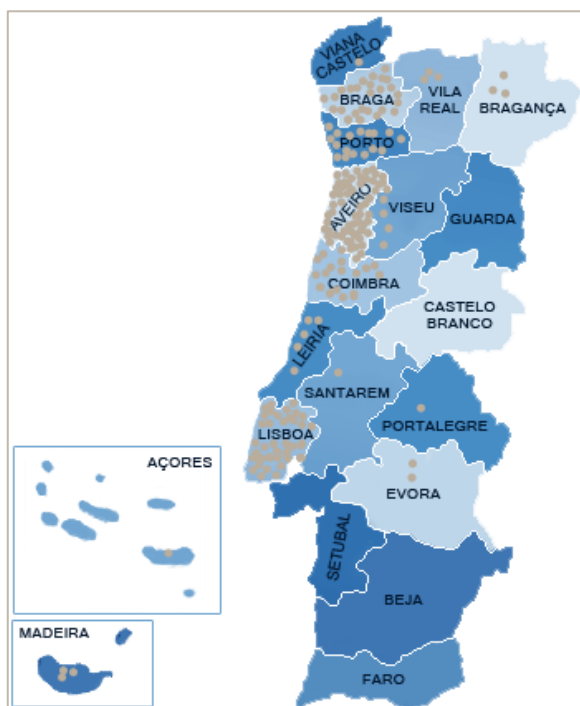 VIANA
CASTELO
BRAGA
VILA
REAL
BRAGANÇA
PORTO
AVEIRO
VISEU
GUARDA
COIMBRA
CASTELO
BRANCO
LEIRIA
SANTAREM
LISBOA
PORTALEGRE
EVORA
SETUBAL
BEJA
FARO
AÇORES
MADEIRA